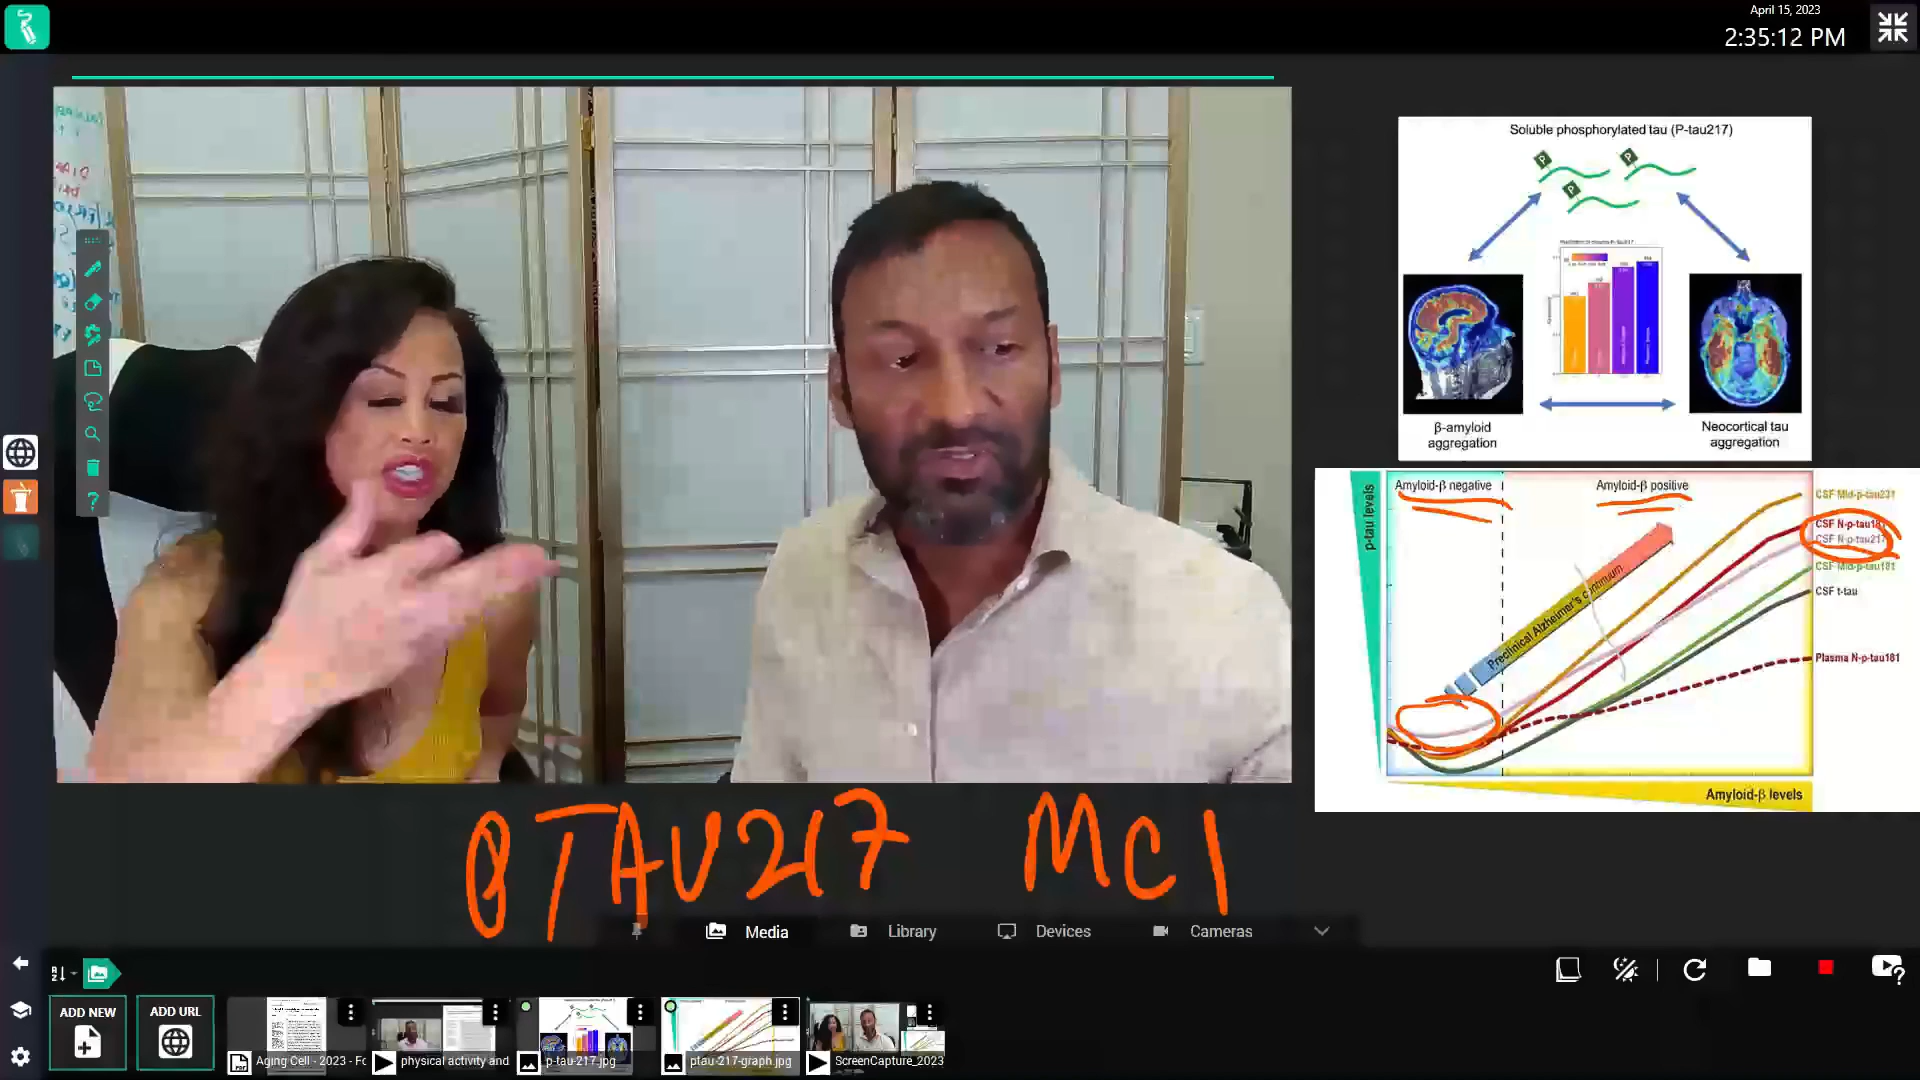 April 15, 2023
2:35:12 PM
Soluble phosphorylated tau (P-tau217)
P
P
P
β-amyloid
aggregation
Neocortical tau
aggregation
p-tau levels
Amyloid-β negative
Amyloid-β positive
CSF Mid-p-tau231
CSF N-p-tau181
CSF N-p-tau217
CSF Mid-p-tau181
CSF t-tau
Preclinical Alzheimer's continuum
Plasma N-p-tau181
Amyloid-β levels
PTAU217 MCI
Media
Library
Devices
Cameras
ADD NEW
ADD URL
Aging Cell - 2023 - Fo
physical activity and
p-tau-217.jpg
ptau-217-graph.jpg
ScreenCapture_2023